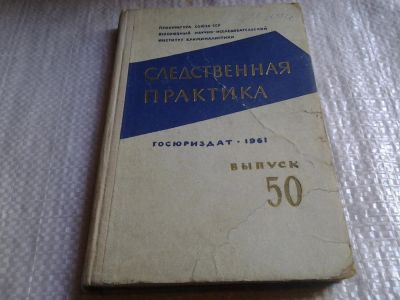 ПРОКУРАТУРА СОЮЗА ССР
ВСЕСОЮЗНЫЙ НАУЧНО-ИССЛЕДОВАТЕЛЬСКИЙ
ИНСТИТУТ КРИМИНАЛИСТИКИ
СЛЕДСТВЕННАЯ
ПРАКТИКА
ГОСЮРИЗДАТ · 1961
ВЫПУСК
50